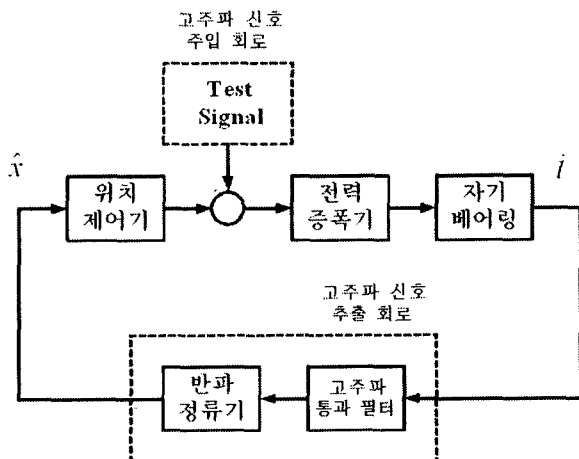 고주파 신호
주입 회로
Test
Signal
x̂
위치
제어기
전력
증폭기
자기
베어링
i
고주파 신호
추출 회로
반파
정류기
고주파
통과 필터